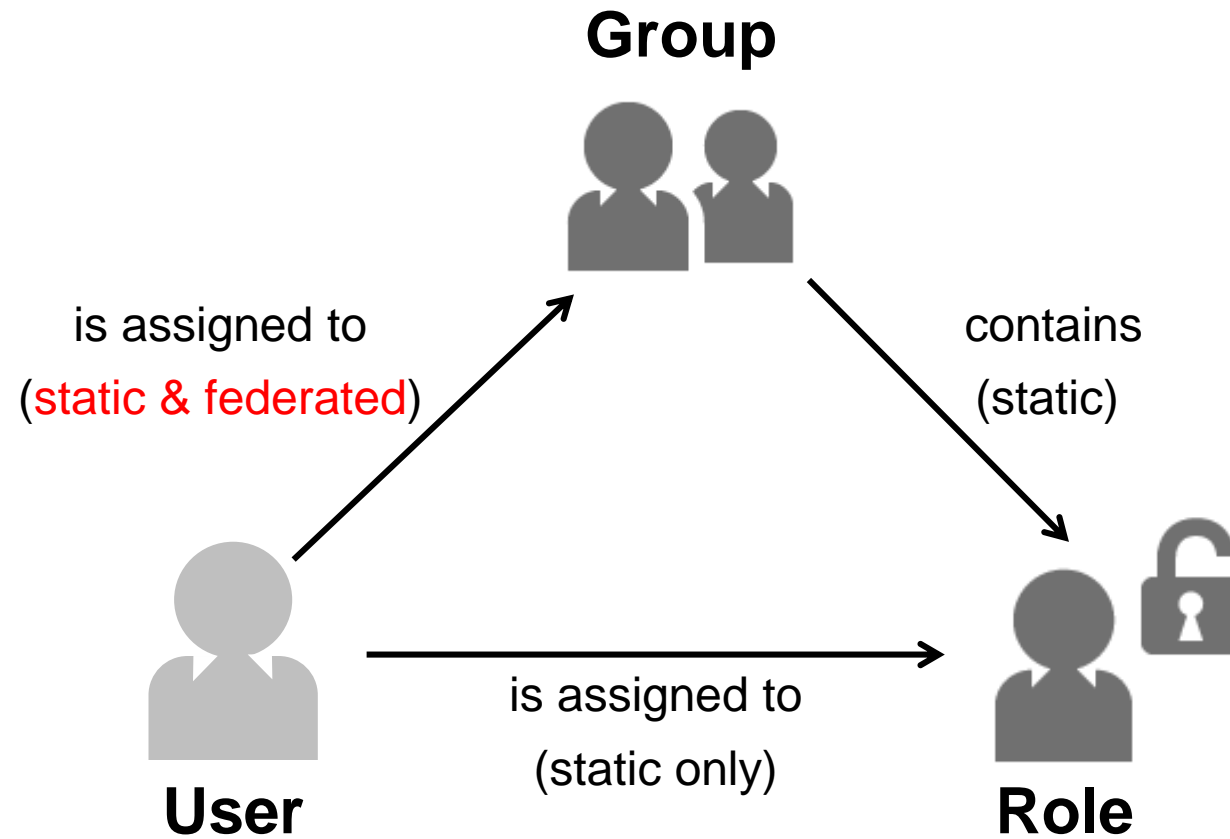 Group
is assigned to
(static & federated)
contains
(static)
is assigned to
(static only)
User
Role